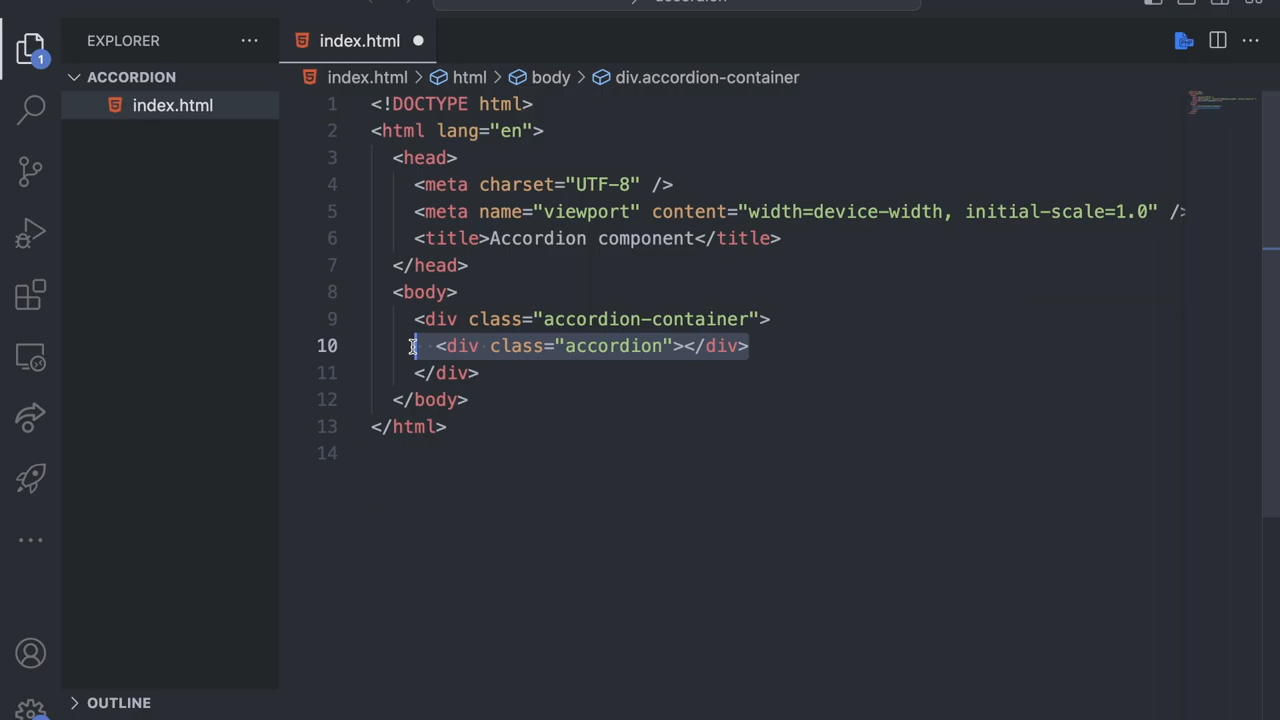 accordion
EXPLORER
ACCORDION
index.html
OUTLINE
1
index.html
index.html > html > body > div.accordion-container
1 <!DOCTYPE html>
2 <html lang="en">
3 <head>
4 <meta charset="UTF-8" />
5 <meta name="viewport" content="width=device-width, initial-scale=1.0" />
6 <title>Accordion component</title>
7 </head>
8 <body>
9 <div class="accordion-container">
10 <div class="accordion"></div>
11 </div>
12 </body>
13 </html>
14